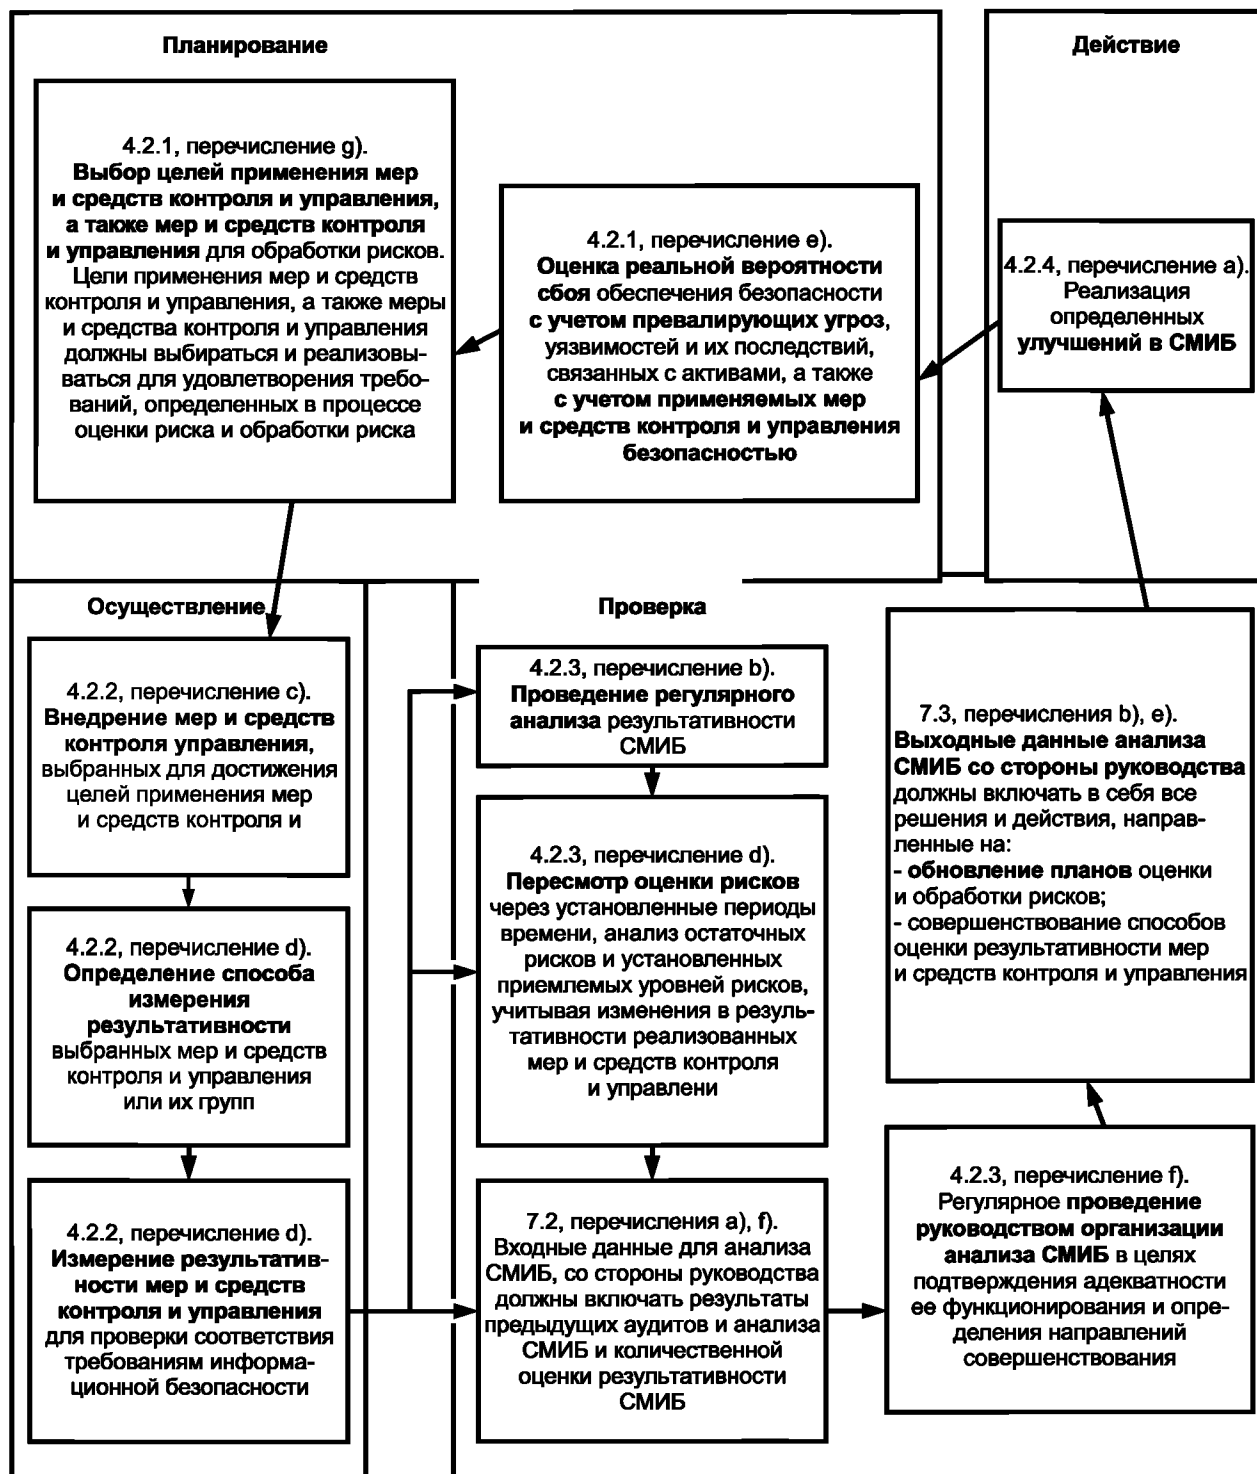 Планирование
4.2.1, перечисление g).
Выбор целей применения мер
и средств контроля и управления,
а также мер и средств контроля
и управления для обработки рисков.
Цели применения мер и средств
контроля и управления, а также меры
и средства контроля и управления
должны выбираться и реализовы-
ваться для удовлетворения требо-
ваний, определенных в процессе
оценки риска и обработки риска
4.2.1, перечисление e).
Оценка реальной вероятности
сбоя обеспечения безопасности
с учетом превалирующих угроз,
уязвимостей и их последствий,
связанных с активами, а также
с учетом применяемых мер
и средств контроля и управления
безопасностью
Действие
4.2.4, перечисление a).
Реализация
определенных
улучшений в СМИБ
Осуществление
4.2.2, перечисление c).
Внедрение мер и средств
контроля управления,
выбранных для достижения
целей применения мер
и средств контроля и
4.2.2, перечисление d).
Определение способа
измерения
результативности
выбранных мер и средств
контроля и управления
или их групп
4.2.2, перечисление d).
Измерение результатив-
ности мер и средств
контроля и управления
для проверки соответствия
требованиям информа-
ционной безопасности
Проверка
4.2.3, перечисление b).
Проведение регулярного
анализа результативности
СМИБ
4.2.3, перечисление d).
Пересмотр оценки рисков
через установленные периоды
времени, анализ остаточных
рисков и установленных
приемлемых уровней рисков,
учитывая изменения в резуль-
тативности реализованных
мер и средств контроля
и управлени
7.2, перечисления a), f).
Входные данные для анализа
СМИБ, со стороны руководства
должны включать результаты
предыдущих аудитов и анализа
СМИБ и количественной
оценки результативности
СМИБ
7.3, перечисления b), e).
Выходные данные анализа
СМИБ со стороны руководства
должны включать в себя все
решения и действия, направ-
ленные на:
- обновление планов оценки
и обработки рисков;
- совершенствование способов
оценки результативности мер
и средств контроля и управления
4.2.3, перечисление f).
Регулярное проведение
руководством организации
анализа СМИБ в целях
подтверждения адекватности
ее функционирования и опре-
деления направлений
совершенствования